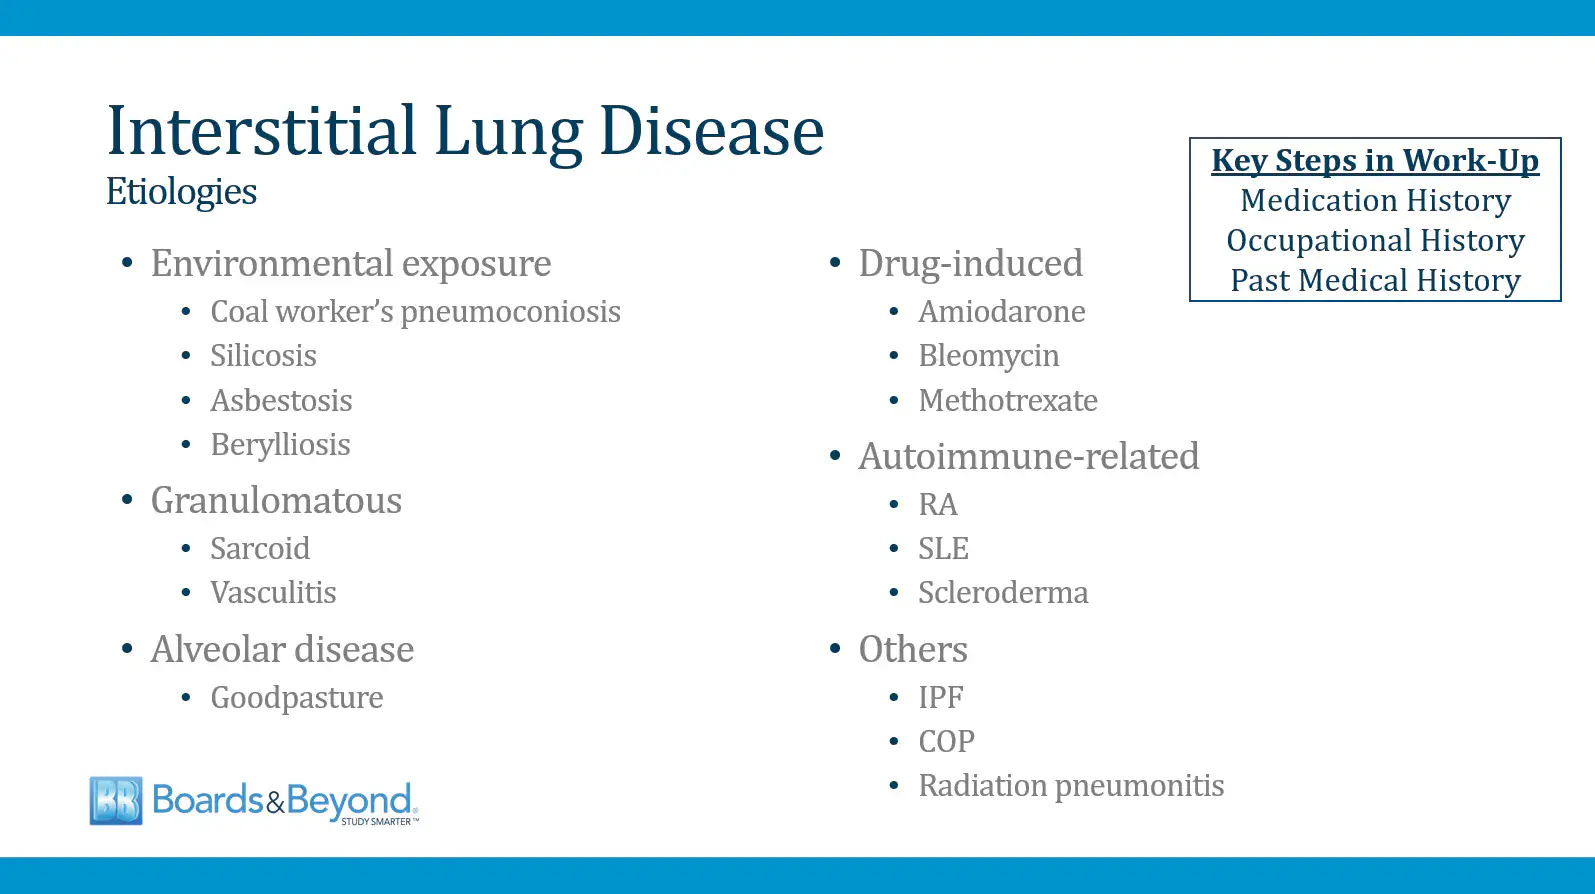 Interstitial Lung Disease
Etiologies
Key Steps in Work-Up
Medication History
Occupational History
Past Medical History
• Environmental exposure
• Coal worker’s pneumoconiosis
• Silicosis
• Asbestosis
• Berylliosis
• Granulomatous
• Sarcoid
• Vasculitis
• Alveolar disease
• Goodpasture
• Drug-induced
• Amiodarone
• Bleomycin
• Methotrexate
• Autoimmune-related
• RA
• SLE
• Scleroderma
• Others
• IPF
• COP
• Radiation pneumonitis
BB Boards&Beyond.®
STUDY SMARTER™